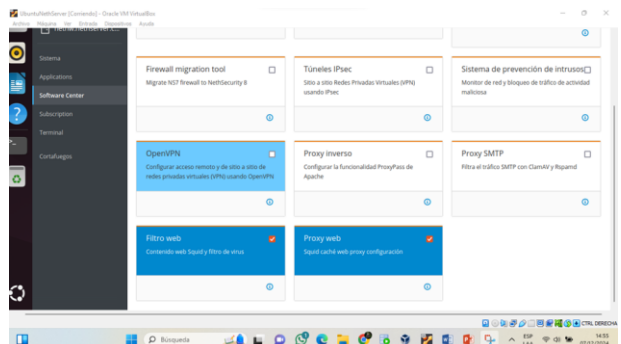 UbuntuNethServer [Corriendo] - Oracle VM VirtualBox
Archivo Máquina Ver Entrada Dispositivos Ayuda
Sistema
Applications
Software Center
Subscription
Terminal
Cortafuegos
Firewall migration tool
Migrate NS7 firewall to NethSecurity 8
Túneles IPsec
Sitio a sitio Redes Privadas Virtuales (VPN)
usando IPsec
Sistema de prevención de intrusos
Monitor de red y bloqueo de tráfico de actividad
maliciosa
OpenVPN
Configurar acceso remoto y de sitio a sitio de
redes privadas virtuales (VPN) usando OpenVPN
Proxy inverso
Configurar la funcionalidad ProxyPass de
Apache
Proxy SMTP
Filtra el tráfico SMTP con ClamAV y Rspamd
Filtro web
Contenido web Squid y filtro de virus
Proxy web
Squid caché web proxy configuración
CTRL DERECHA
Búsqueda
ESP
14:55